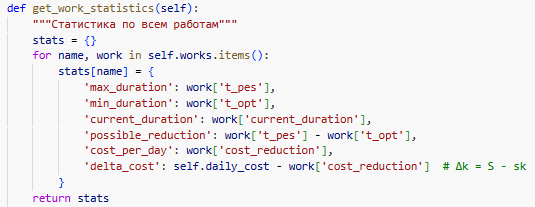 def get_work_statistics(self):
    """Статистика по всем работам"""
    stats = {}
    for name, work in self.works.items():
        stats[name] = {
            'max_duration': work['t_pes'],
            'min_duration': work['t_opt'],
            'current_duration': work['current_duration'],
            'possible_reduction': work['t_pes'] - work['t_opt'],
            'cost_per_day': work['cost_reduction'],
            'delta_cost': self.daily_cost - work['cost_reduction']  # Δk = S - sk
        }
    return stats